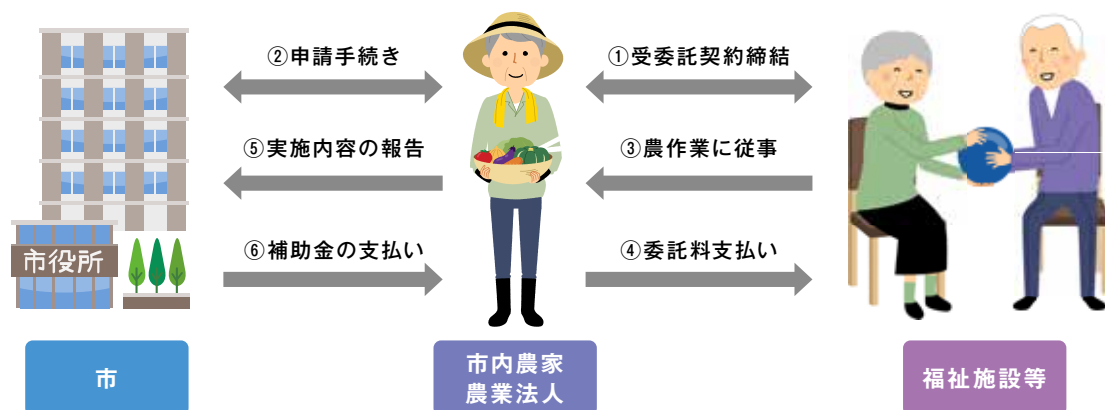 ②申請手続き
①受委託契約締結
⑤実施内容の報告
③農作業に従事
市役所
⑥補助金の支払い
④委託料支払い
市
市内農家
農業法人
福祉施設等